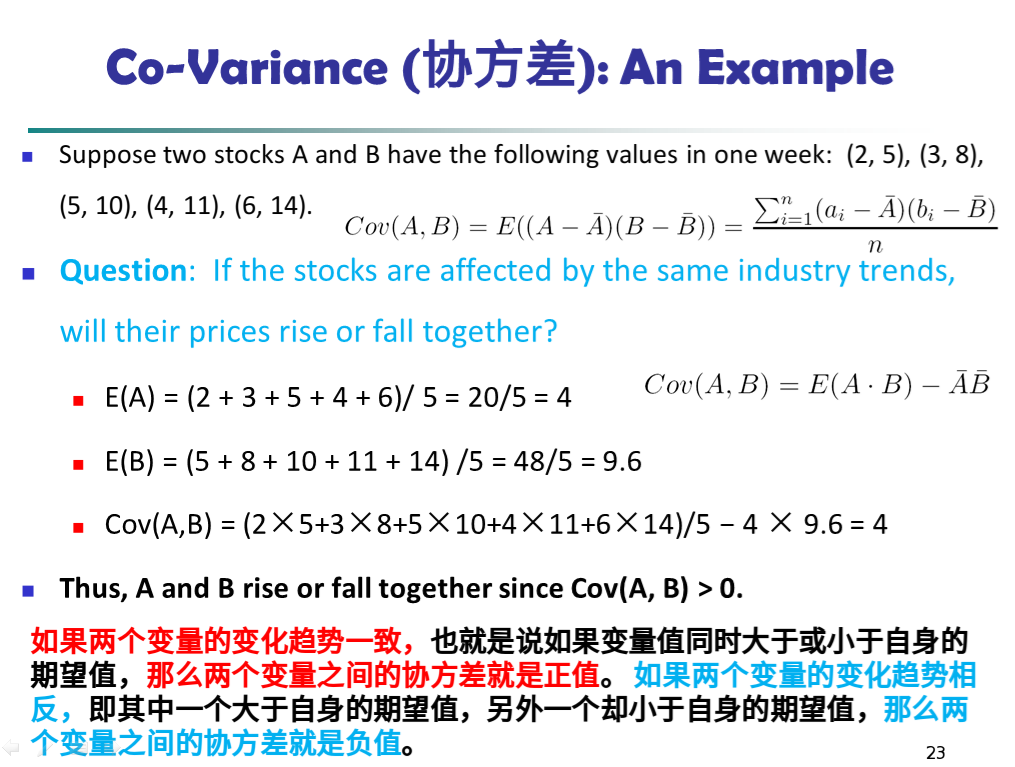 Co-Variance (协方差): An Example
Suppose two stocks A and B have the following values in one week: (2, 5), (3, 8),
(5, 10), (4, 11), (6, 14).
Cov(A, B) = E((A − Ā)(B − B̄)) = \frac{\sum_{i=1}^{n}(a_i − Ā)(b_i − B̄)}{n}
Question: If the stocks are affected by the same industry trends,
will their prices rise or fall together?
E(A) = (2 + 3 + 5 + 4 + 6)/ 5 = 20/5 = 4
Cov(A, B) = E(A · B) − ĀB̄
E(B) = (5 + 8 + 10 + 11 + 14) /5 = 48/5 = 9.6
Cov(A,B) = (2×5+3×8+5×10+4×11+6×14)/5 − 4 × 9.6 = 4
Thus, A and B rise or fall together since Cov(A, B) > 0.
如果两个变量的变化趋势一致，也就是说如果变量值同时大于或小于自身的
期望值，那么两个变量之间的协方差就是正值。 如果两个变量的变化趋势相
反，即其中一个大于自身的期望值，另外一个却小于自身的期望值，那么两
个变量之间的协方差就是负值。
23